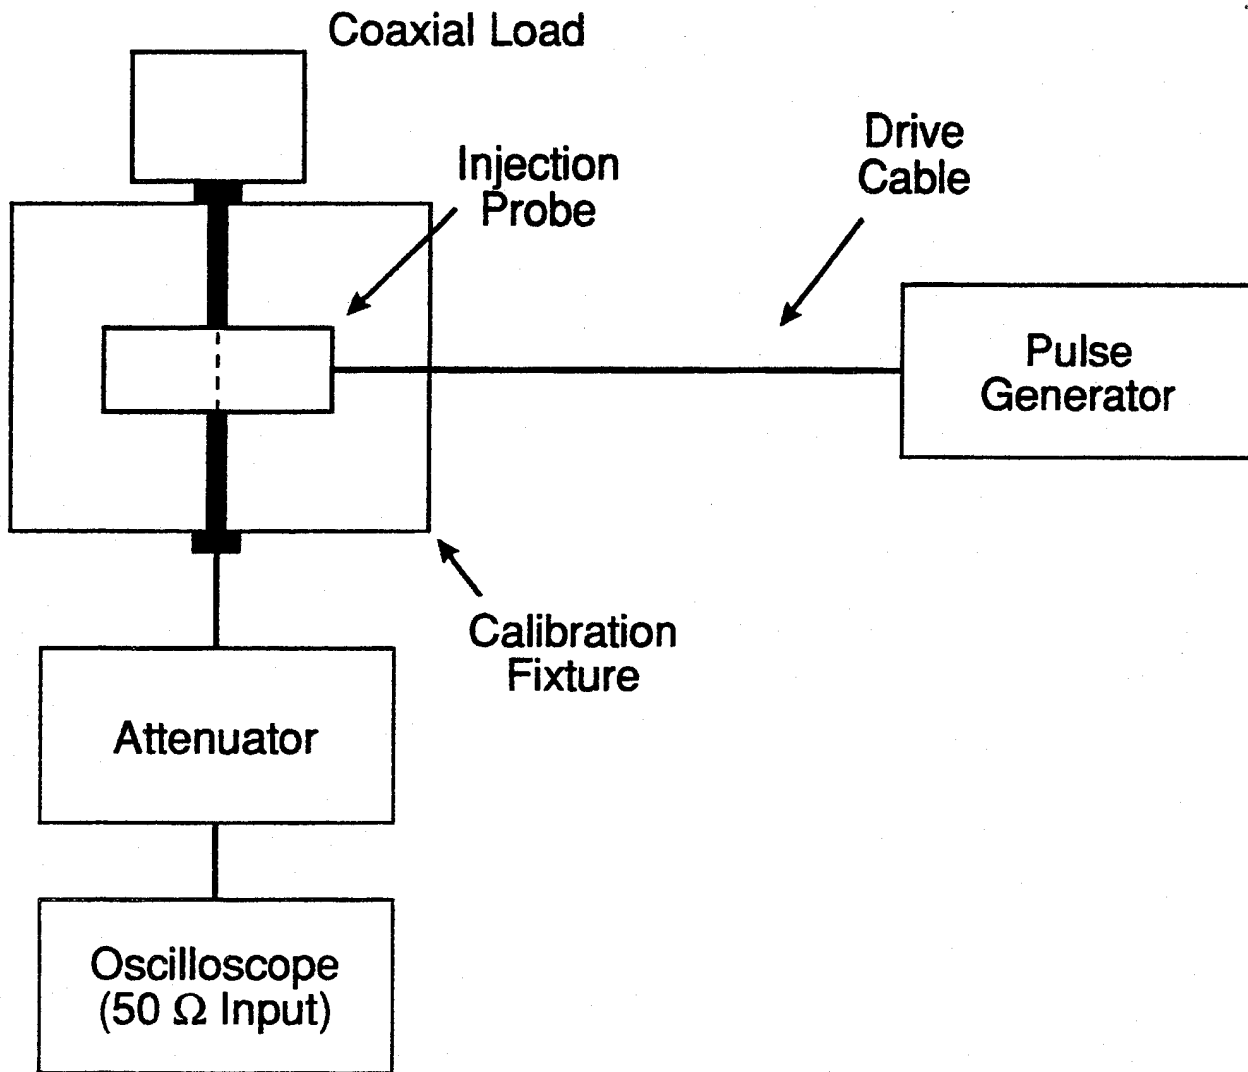 Coaxial Load
Injection
Probe
Drive
Cable
Pulse
Generator
Calibration
Fixture
Attenuator
Oscilloscope
(50 Ω Input)